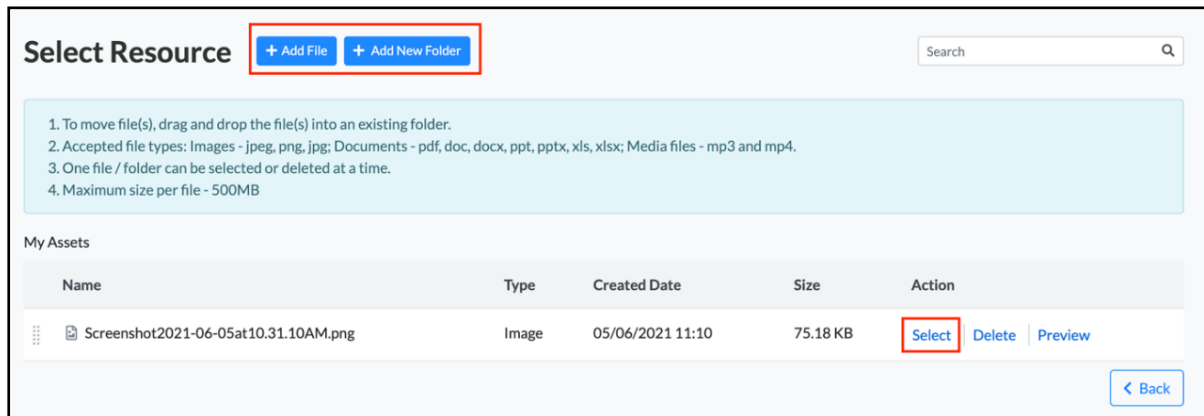 Select Resource + Add File + Add New Folder Search
1. To move file(s), drag and drop the file(s) into an existing folder.
2. Accepted file types: Images - jpeg, png, jpg; Documents - pdf, doc, docx, ppt, pptx, xls, xlsx; Media files - mp3 and mp4.
3. One file / folder can be selected or deleted at a time.
4. Maximum size per file - 500MB
My Assets
Name Type Created Date Size Action
Screenshot2021-06-05at10.31.10AM.png Image 05/06/2021 11:10 75.18 KB Select Delete Preview
Back